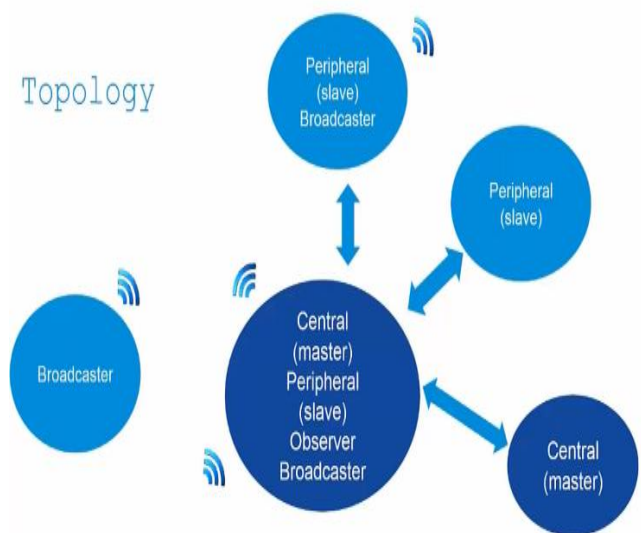 Topology
Peripheral
(slave)
Broadcaster
Peripheral
(slave)
Broadcaster
Central
(master)
Peripheral
(slave)
Observer
Broadcaster
Central
(master)